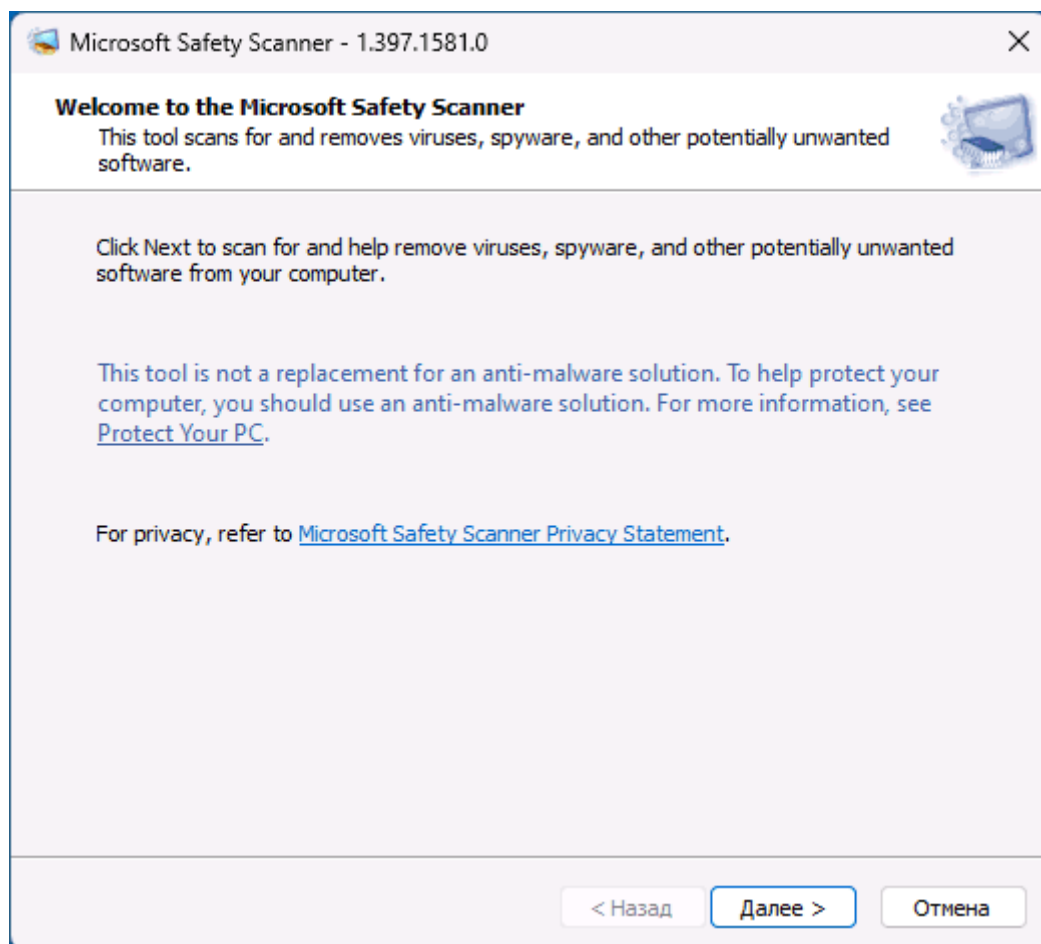 Microsoft Safety Scanner - 1.397.1581.0
Welcome to the Microsoft Safety Scanner
This tool scans for and removes viruses, spyware, and other potentially unwanted
software.
Click Next to scan for and help remove viruses, spyware, and other potentially unwanted
software from your computer.
This tool is not a replacement for an anti-malware solution. To help protect your
computer, you should use an anti-malware solution. For more information, see
Protect Your PC.
For privacy, refer to Microsoft Safety Scanner Privacy Statement.
< Назад Далее > Отмена